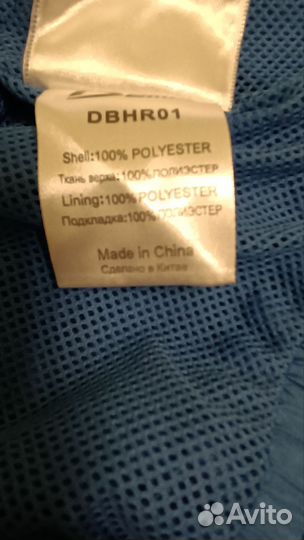 DBHR01
Shell:100% POLYESTER
Ткань верха:100% ПОЛИЭСТЕР
Lining:100% POLYESTER
Подкладка:100% ПОЛИЭСТЕР
Made in China
Сделано в Китае
Avito